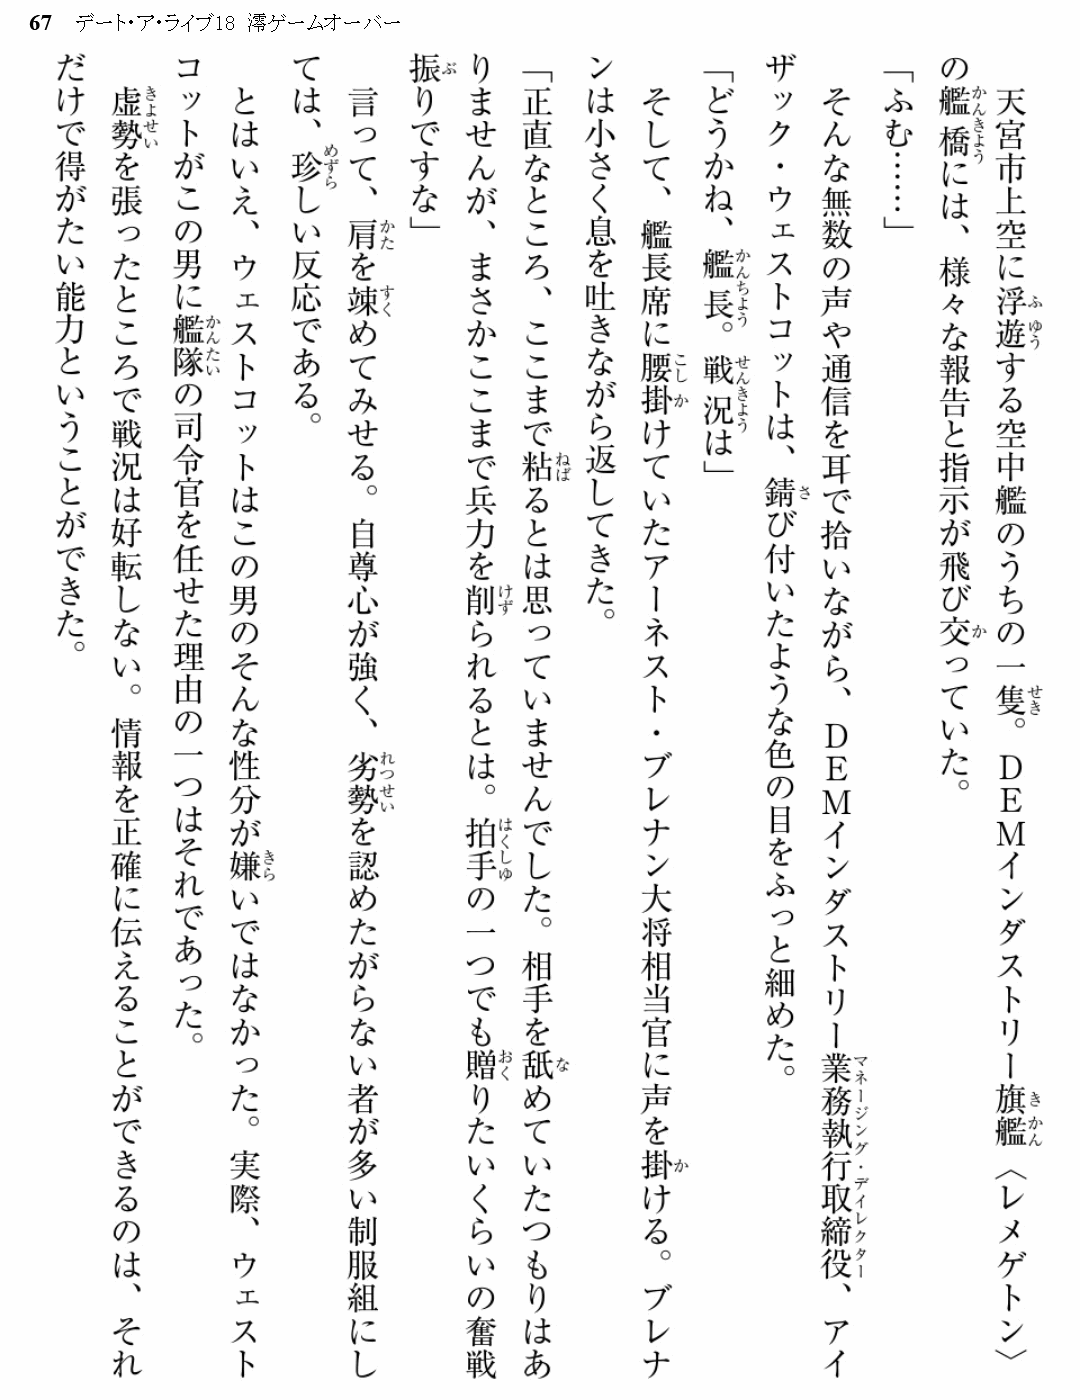 67 デート・ア・ライブ18 澪ゲームオーバー
天宮市上空に浮遊する空中艦のうちの一隻。DEMインダストリー旗艦〈レメゲトン〉
の艦橋には、様々な報告と指示が飛び交っていた。
「ふむ……」
そんな無数の声や通信を耳で拾いながら、DEMインダストリー業務執行取締役、アイ
ザック・ウェストコットは、錆び付いたような色の目をふっと細めた。
「どうかね、艦長。戦況は」
そして、艦長席に腰掛けていたアーネスト・ブレナン大将相当官に声を掛ける。ブレナ
ンは小さく息を吐きながら返してきた。
「正直なところ、ここまで粘るとは思っていませんでした。相手を舐めていたつもりはあ
りませんが、まさかここまで兵力を削られるとは。拍手の一つでも贈りたいくらいの奮戦
振りですな」
言って、肩を竦めてみせる。自尊心が強く、劣勢を認めたがらない者が多い制服組にし
ては、珍しい反応である。
とはいえ、ウェストコットはこの男のそんな性分が嫌いではなかった。実際、ウェスト
コットがこの男に艦隊の司令官を任せた理由の一つはそれであった。
虚勢を張ったところで戦況は好転しない。情報を正確に伝えることができるのは、それ
だけで得がたい能力ということができた。